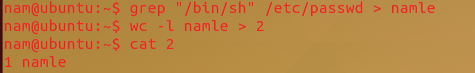 nam@ubuntu:~$ grep "/bin/sh" /etc/passwd > namle
nam@ubuntu:~$ wc -l namle > 2
nam@ubuntu:~$ cat 2
1 namle